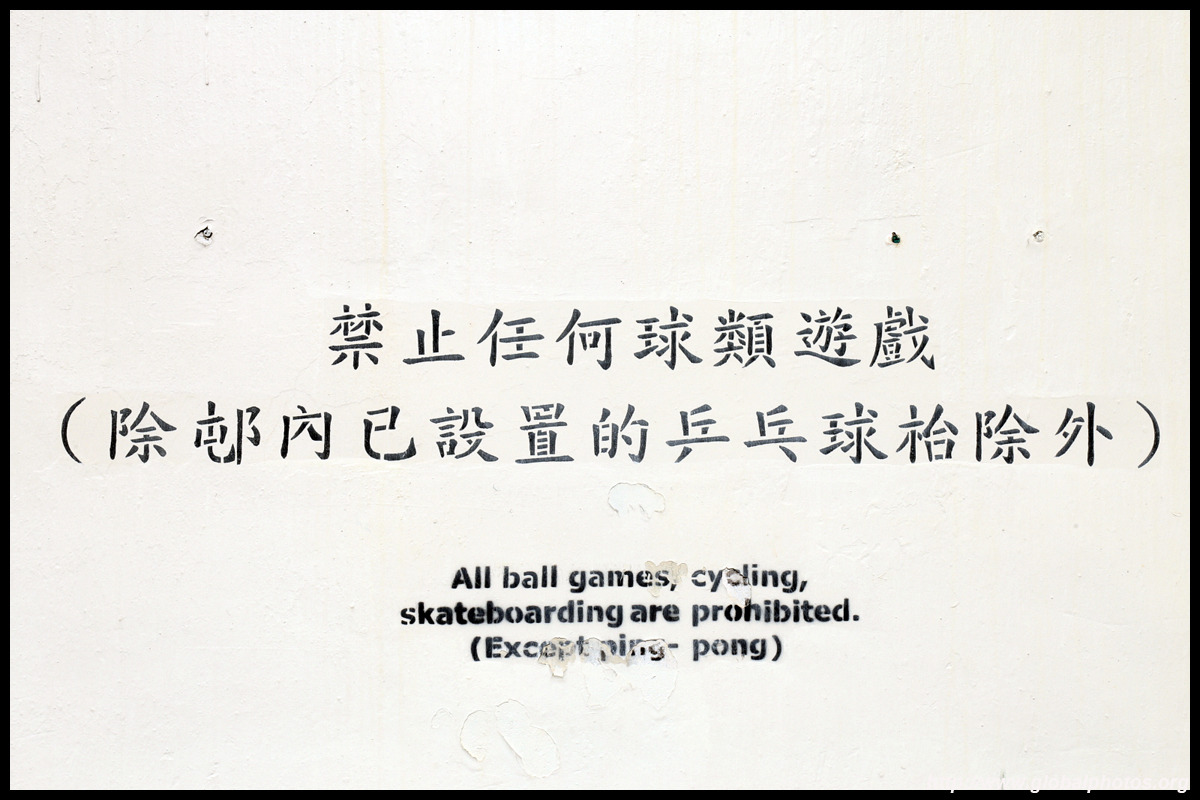 禁止任何球類遊戲
（除邨內已設置的乒乓球枱除外）
All ball games, cycling,
skateboarding are prohibited.
(Except ping- pong)